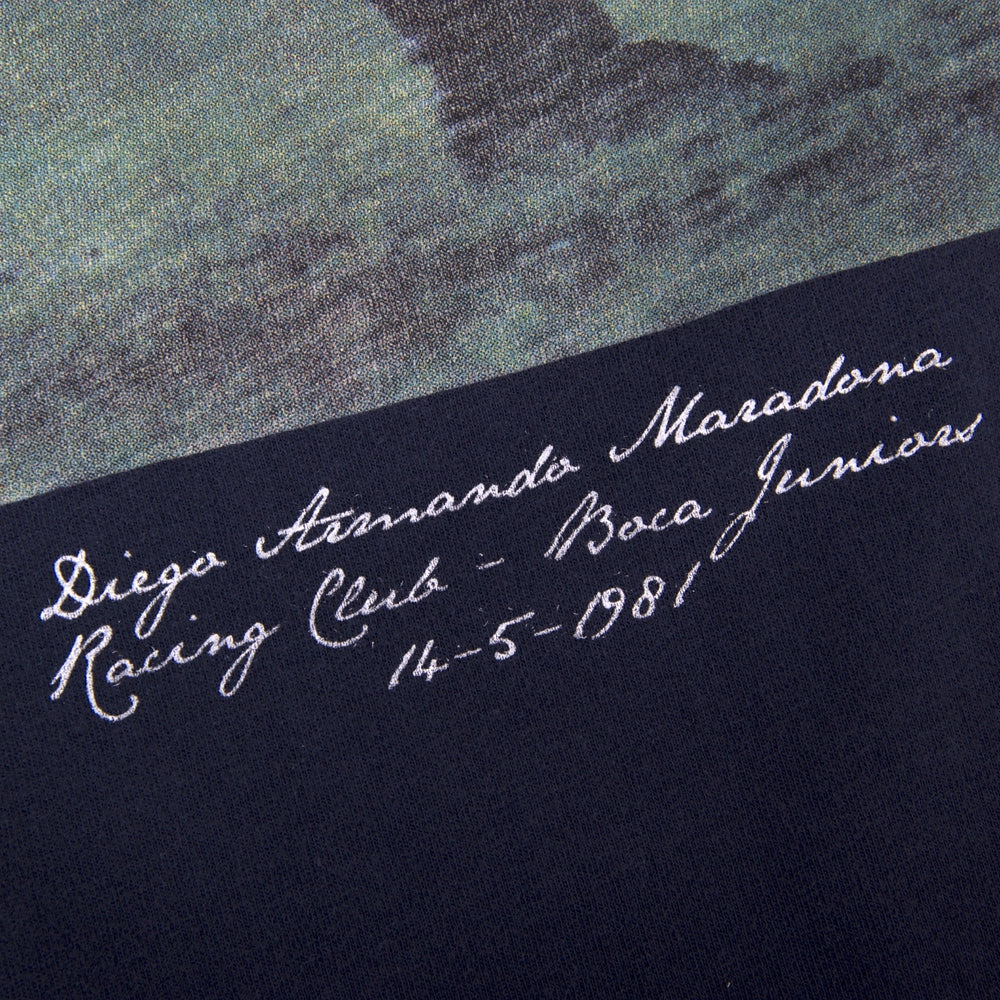 Diego Armando Maradona
Racing Club - Boca Juniors
14-5-1981